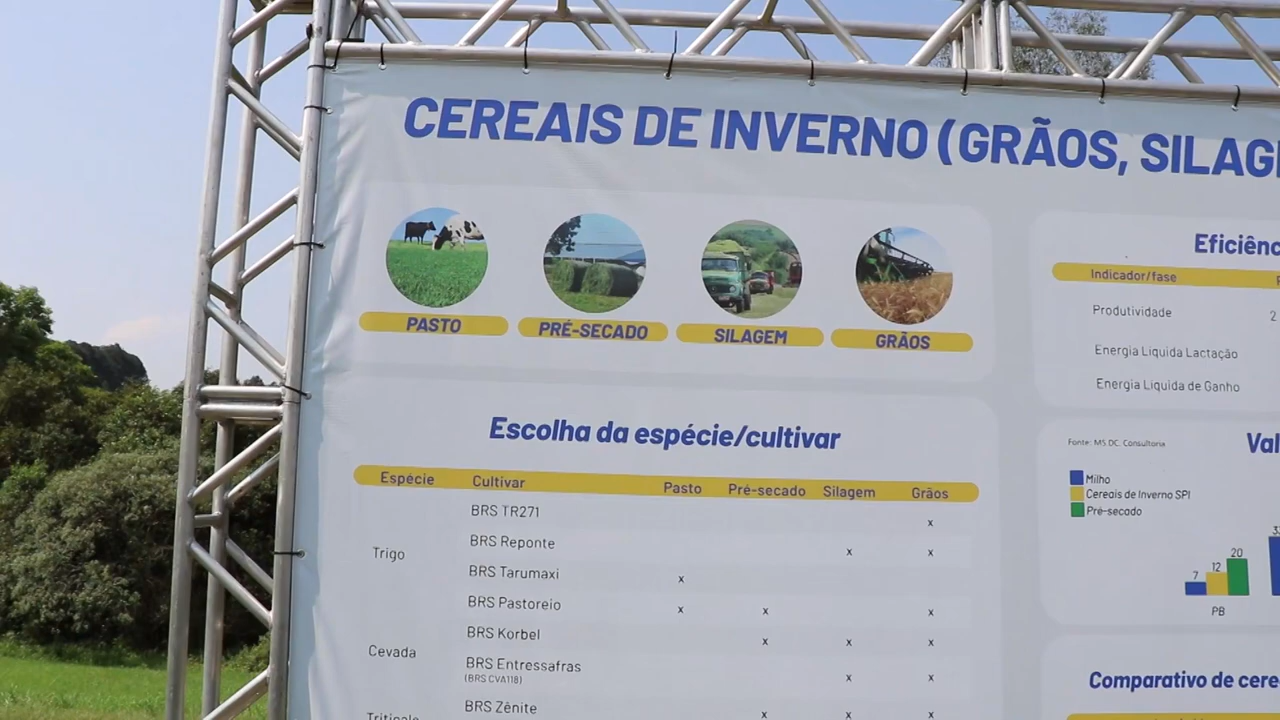 CEREAIS DE INVERNO (GRÃOS, SILAG
PASTO PRÉ-SECADO SILAGEM GRÃOS
Escolha da espécie/cultivar
Espécie Cultivar Pasto Pré-secado Silagem Grãos
BRS TR271 x
BRS Reponte x x
Trigo
BRS Tarumaxi x
BRS Pastoreio x x x
BRS Korbel x x x
Cevada
BRS Entressafras x x
(BRS CVA118)
BRS Zênite x x x
Triticale
Eficiênc
Indicador/fase
Produtividade 2
Energia Líquida Lactação
Energia Líquida de Ganho
Fonte: MS.DC. Consultoria
Val
Milho
Cereais de Inverno SPI
Pré-secado
7 12 20
PB
Comparativo de cere